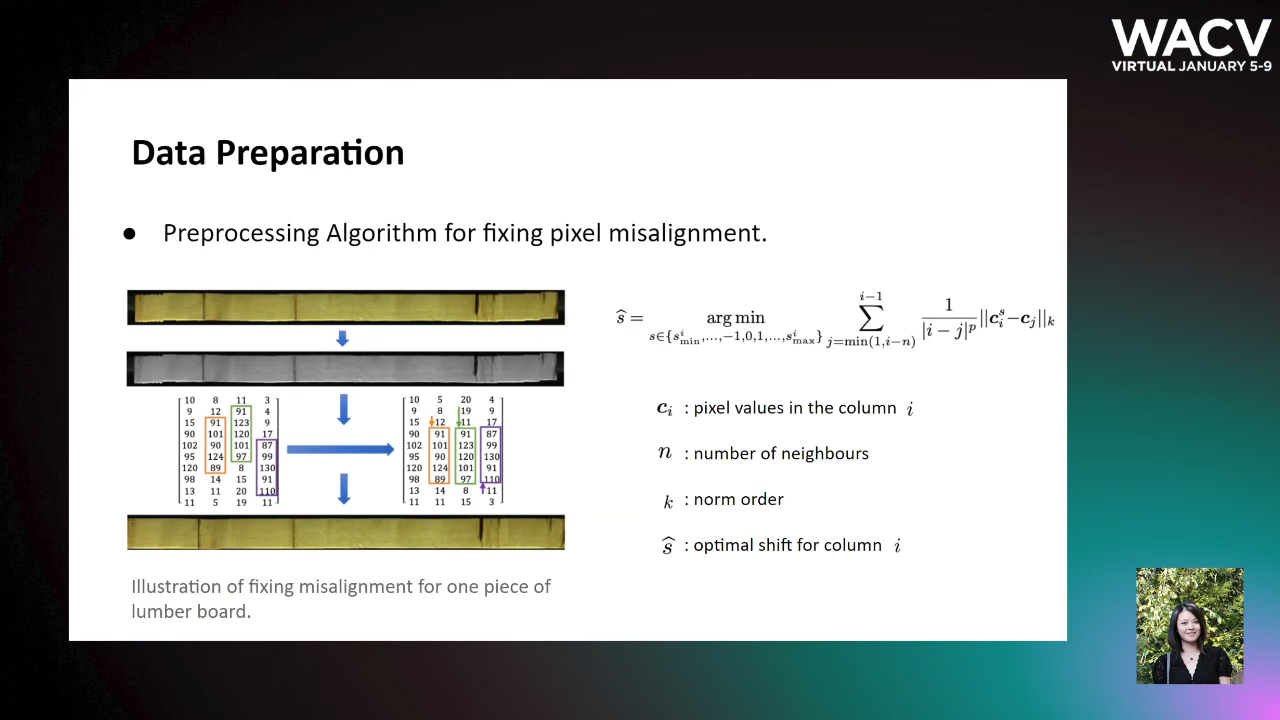 WACV
VIRTUAL JANUARY 5-9
Data Preparation
● Preprocessing Algorithm for fixing pixel misalignment.
ŝ = arg min s∈{s^i_min,…,−1,0,1,…,s^i_max} ∑_{j=min(1,i−n)}^{i−1} 1/|i − j|^p ||c_i^s − c_j||_k
10 8 11 3
9 12 91 4
15 91 123 9
90 101 120 17
102 90 101 87
95 124 97 99
120 89 8 130
98 14 15 91
13 11 20 110
11 5 19 11
10 5 20 4
9 8 19 9
15 12 11 17
90 91 91 87
102 101 123 99
95 90 120 130
120 124 101 91
98 89 97 110
13 14 8 11
11 11 15 3
c_i : pixel values in the column i
n : number of neighbours
k : norm order
ŝ : optimal shift for column i
Illustration of fixing misalignment for one piece of
lumber board.